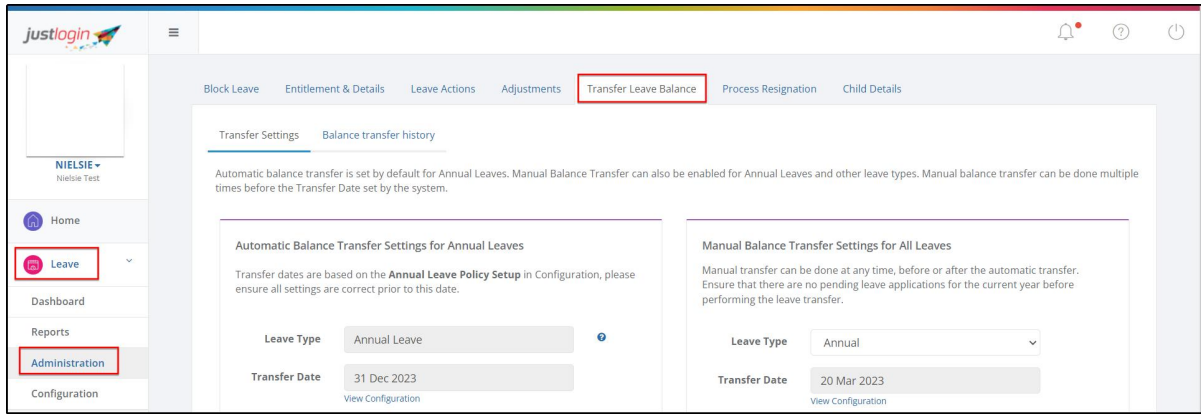 justlogin
Block Leave Entitlement & Details Leave Actions Adjustments Transfer Leave Balance Process Resignation Child Details
Transfer Settings Balance transfer history
NIELSIE
Nielsie Test
Automatic balance transfer is set by default for Annual Leaves. Manual Balance Transfer can also be enabled for Annual Leaves and other leave types. Manual balance transfer can be done multiple
times before the Transfer Date set by the system.
Home
Leave
Dashboard
Reports
Administration
Configuration
Automatic Balance Transfer Settings for Annual Leaves
Transfer dates are based on the Annual Leave Policy Setup in Configuration, please
ensure all settings are correct prior to this date.
Leave Type Annual Leave ?
Transfer Date 31 Dec 2023
View Configuration
Manual Balance Transfer Settings for All Leaves
Manual transfer can be done at any time, before or after the automatic transfer.
Ensure that there are no pending leave applications for the current year before
performing the leave transfer.
Leave Type Annual
Transfer Date 20 Mar 2023
View Configuration